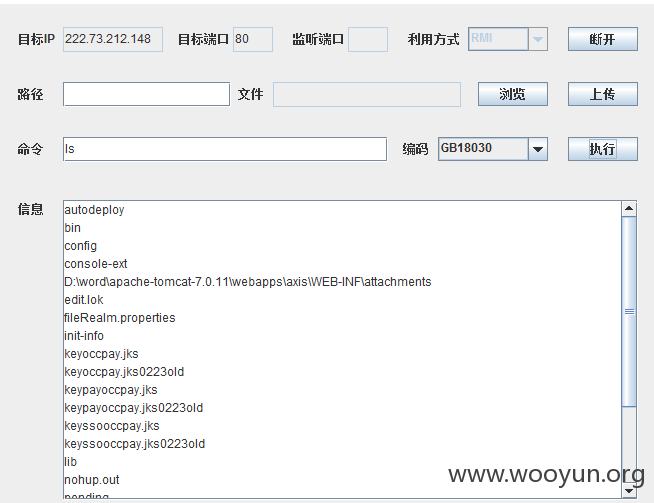 目标IP 222.73.212.148 目标端口 80 监听端口 利用方式 RMI 断开
路径 文件 浏览 上传
命令 ls 编码 GB18030 执行
信息
autodeploy
bin
config
console-ext
D:\word\apache-tomcat-7.0.11\webapps\axis\WEB-INF\attachments
edit.lok
fileRealm.properties
init-info
keyoccpay.jks
keyoccpay.jks0223old
keypayoccpay.jks
keypayoccpay.jks0223old
keyssooccpay.jks
keyssooccpay.jks0223old
lib
nohup.out
pending
www.wooyun.org